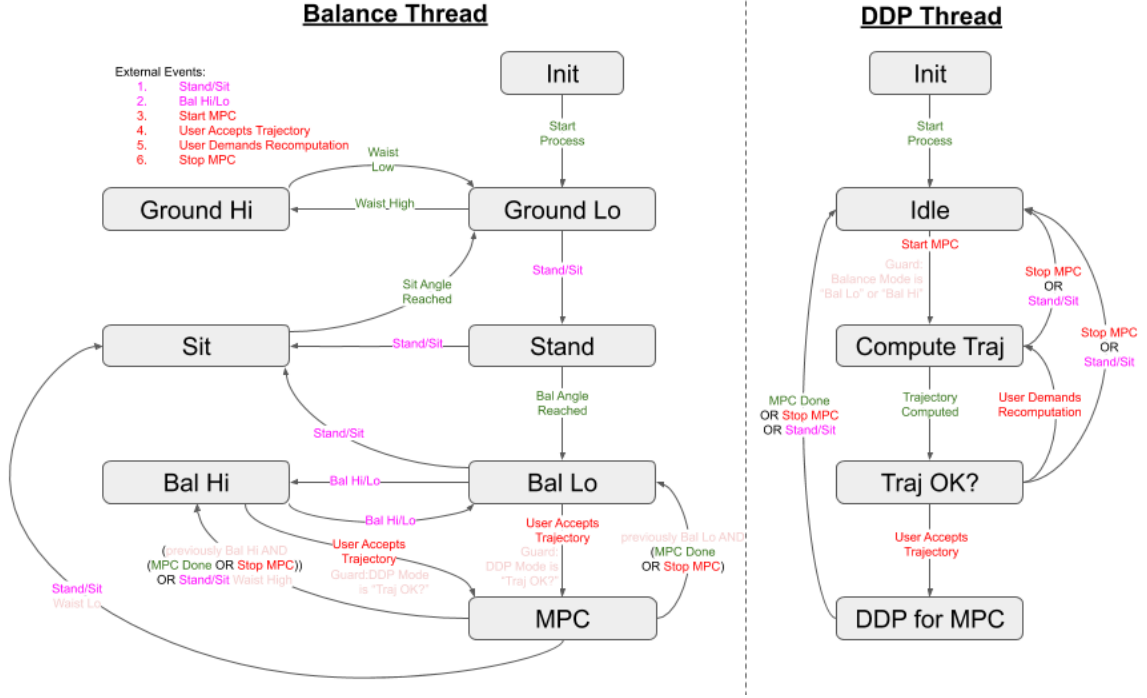 Balance Thread
External Events:
1. Stand/Sit
2. Bal Hi/Lo
3. Start MPC
4. User Accepts Trajectory
5. User Demands Recomputation
6. Stop MPC
Init
Start
Process
Waist
Low
Ground Hi
Waist High
Ground Lo
Stand/Sit
Sit Angle
Reached
Sit
Stand/Sit
Stand
Bal Angle
Reached
Stand/Sit
Bal Hi
Bal Hi/Lo
Bal Lo
Bal Hi/Lo
(previously Bal Hi AND
(MPC Done OR Stop MPC))
OR Stand/Sit Waist High
User Accepts
Trajectory
Guard:DDP Mode
is "Traj OK?"
User Accepts
Trajectory
Guard:
DDP Mode is
"Traj OK?"
previously Bal Lo AND
(MPC Done
OR Stop MPC)
Stand/Sit
Waist Lo
MPC
DDP Thread
Init
Start
Process
Idle
Start MPC
Guard:
Balance Mode is
"Bal Lo" or "Bal Hi"
Stop MPC
OR
Stand/Sit
Compute Traj
Stop MPC
OR
Stand/Sit
MPC Done
OR Stop MPC
OR Stand/Sit
Trajectory
Computed
User Demands
Recomputation
Traj OK?
User Accepts
Trajectory
DDP for MPC